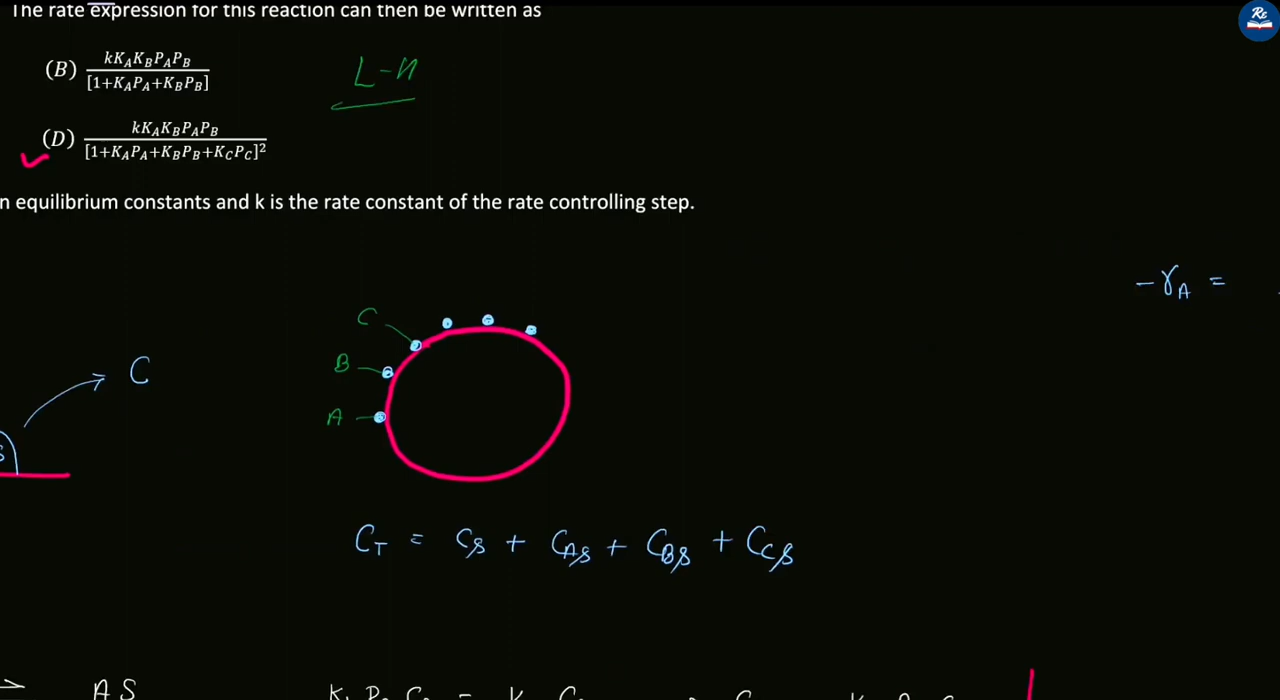 The rate expression for this reaction can then be written as
(B) kK_AK_BP_AP_B / [1+K_AP_A+K_BP_B]
L-H
(D) kK_AK_BP_AP_B / [1+K_AP_A+K_BP_B+K_CP_C]²
n equilibrium constants and k is the rate constant of the rate controlling step.
-r_A =
C
C
B
A
C_T = C_S + C_AS + C_BS + C_CS
AS